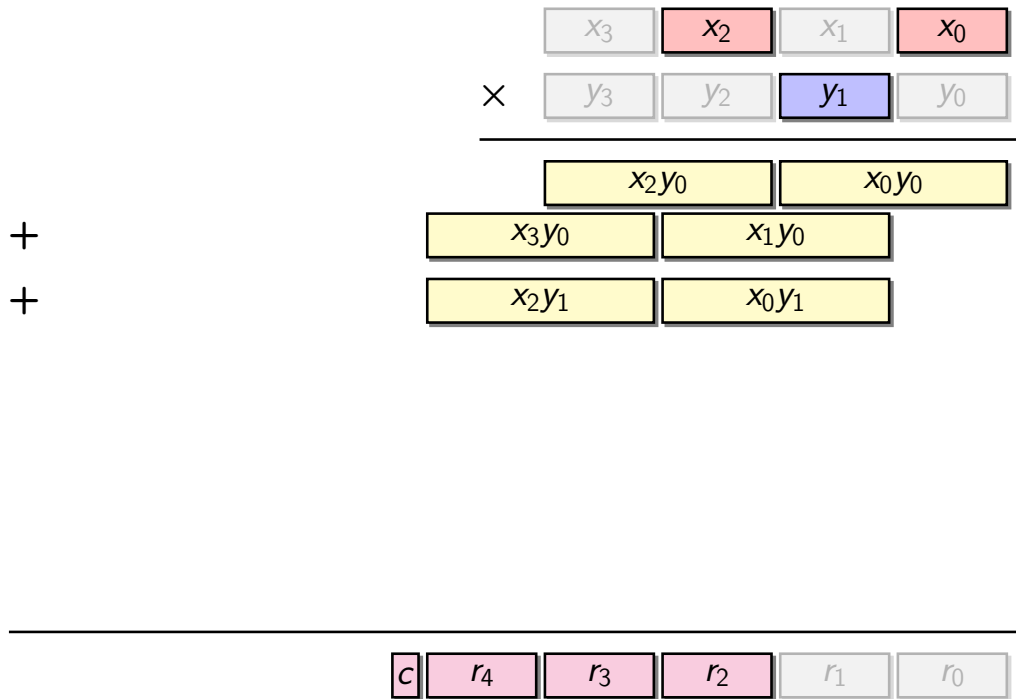 x₃ x₂ x₁ x₀
× y₃ y₂ y₁ y₀
x₂y₀ x₀y₀
+ x₃y₀ x₁y₀
+ x₂y₁ x₀y₁
c r₄ r₃ r₂ r₁ r₀